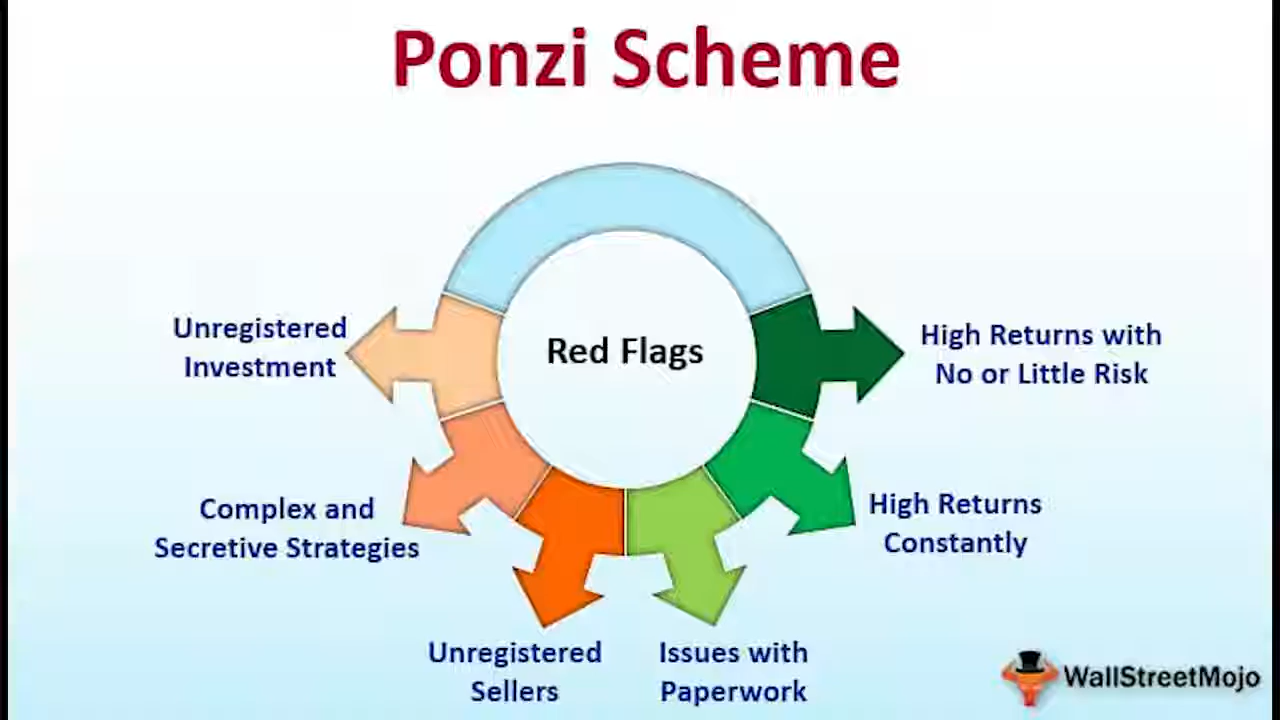 Ponzi Scheme
Red Flags
Unregistered
Investment
High Returns with
No or Little Risk
Complex and
Secretive Strategies
High Returns
Constantly
Unregistered
Sellers
Issues with
Paperwork
WallStreetMojo